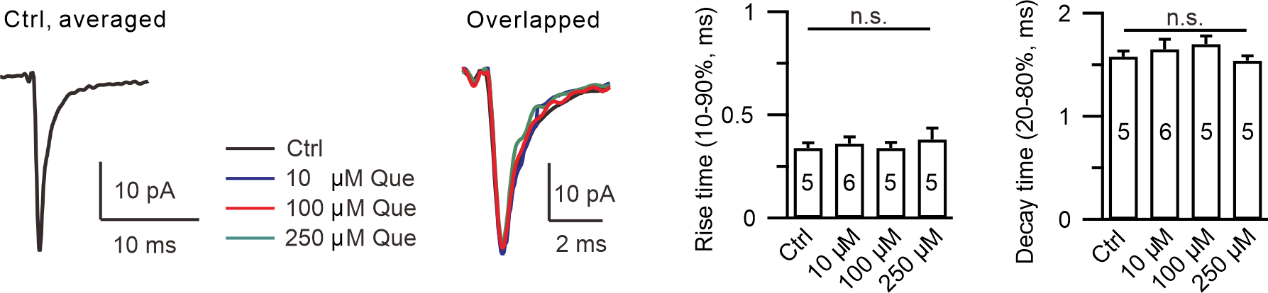 Ctrl, averaged
10 pA
10 ms
Ctrl
10 μM Que
100 μM Que
250 μM Que
Overlapped
10 pA
2 ms
Rise time (10-90%, ms)
1
0.5
0
n.s.
5
6
5
5
Ctrl
10 μM
100 μM
250 μM
Decay time (20-80%, ms)
2
1
0
n.s.
5
6
5
5
Ctrl
10 μM
100 μM
250 μM